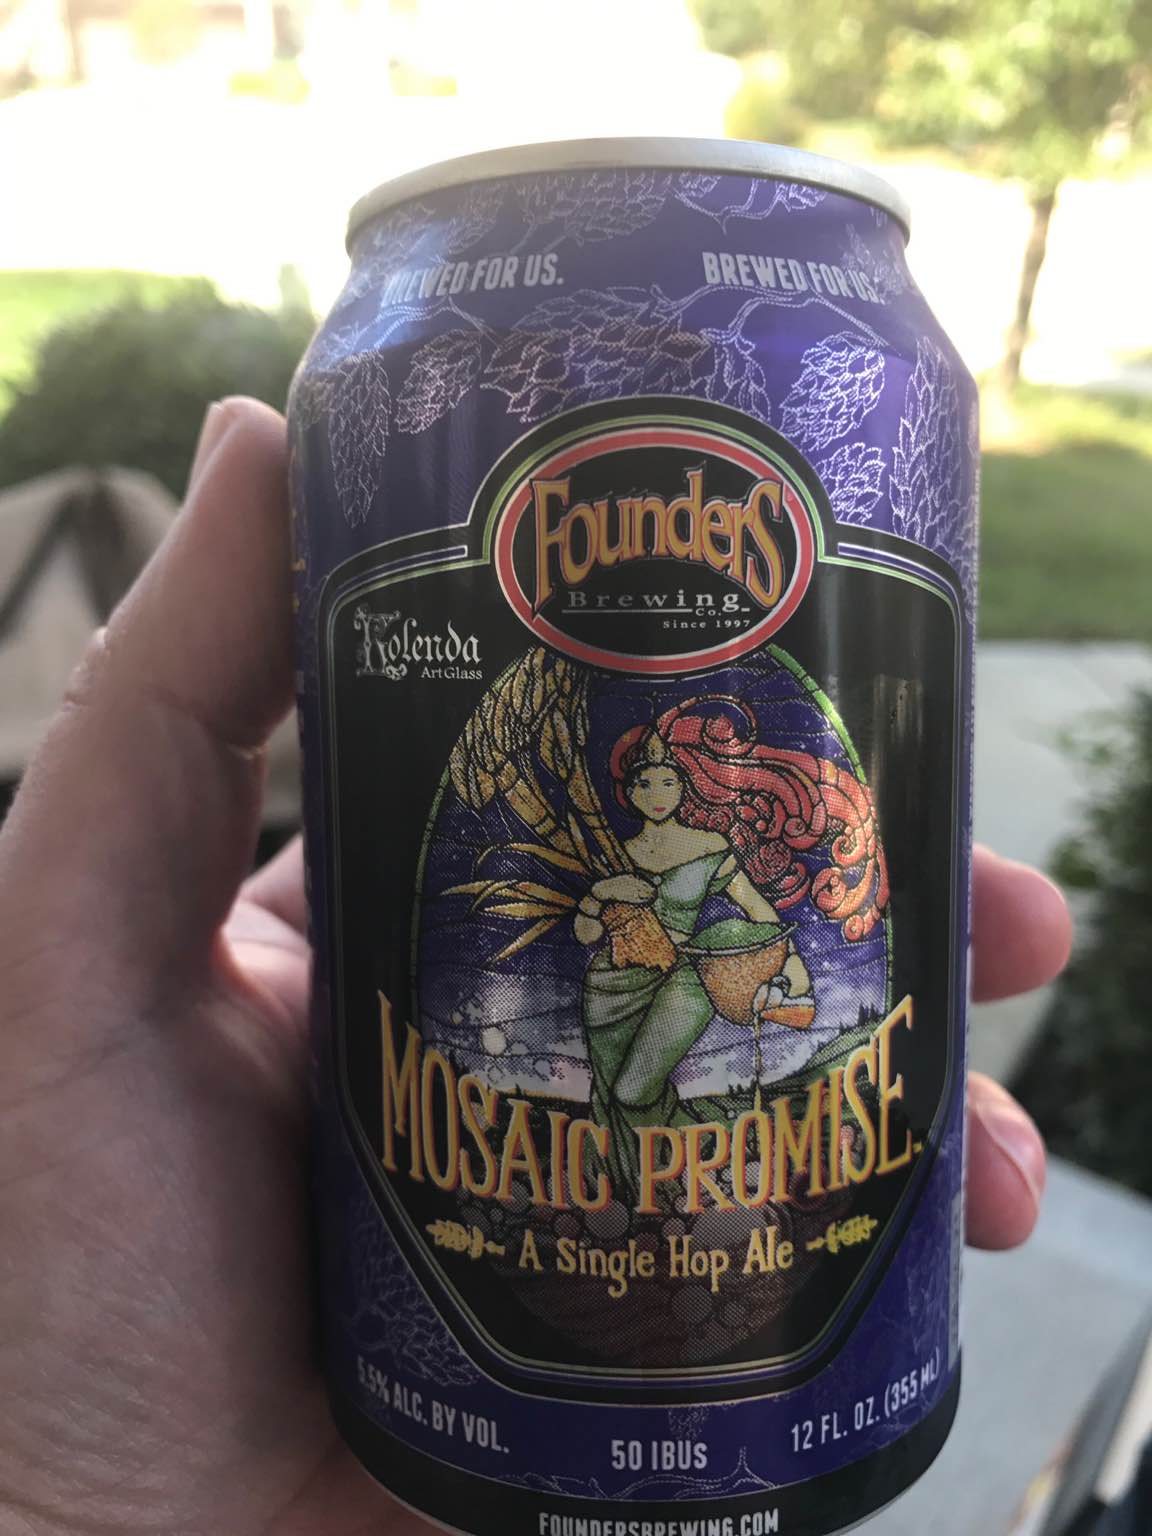 BREWED FOR US. BREWED FOR US.
Founders
Brewing
Co.
Since 1997
Kolenda
Art Glass
MOSAIC PROMISE.
A Single Hop Ale
5.5% ALC. BY VOL.
50 IBUs
12 FL. OZ. (355 ML)
FOUNDERSBREWING.COM